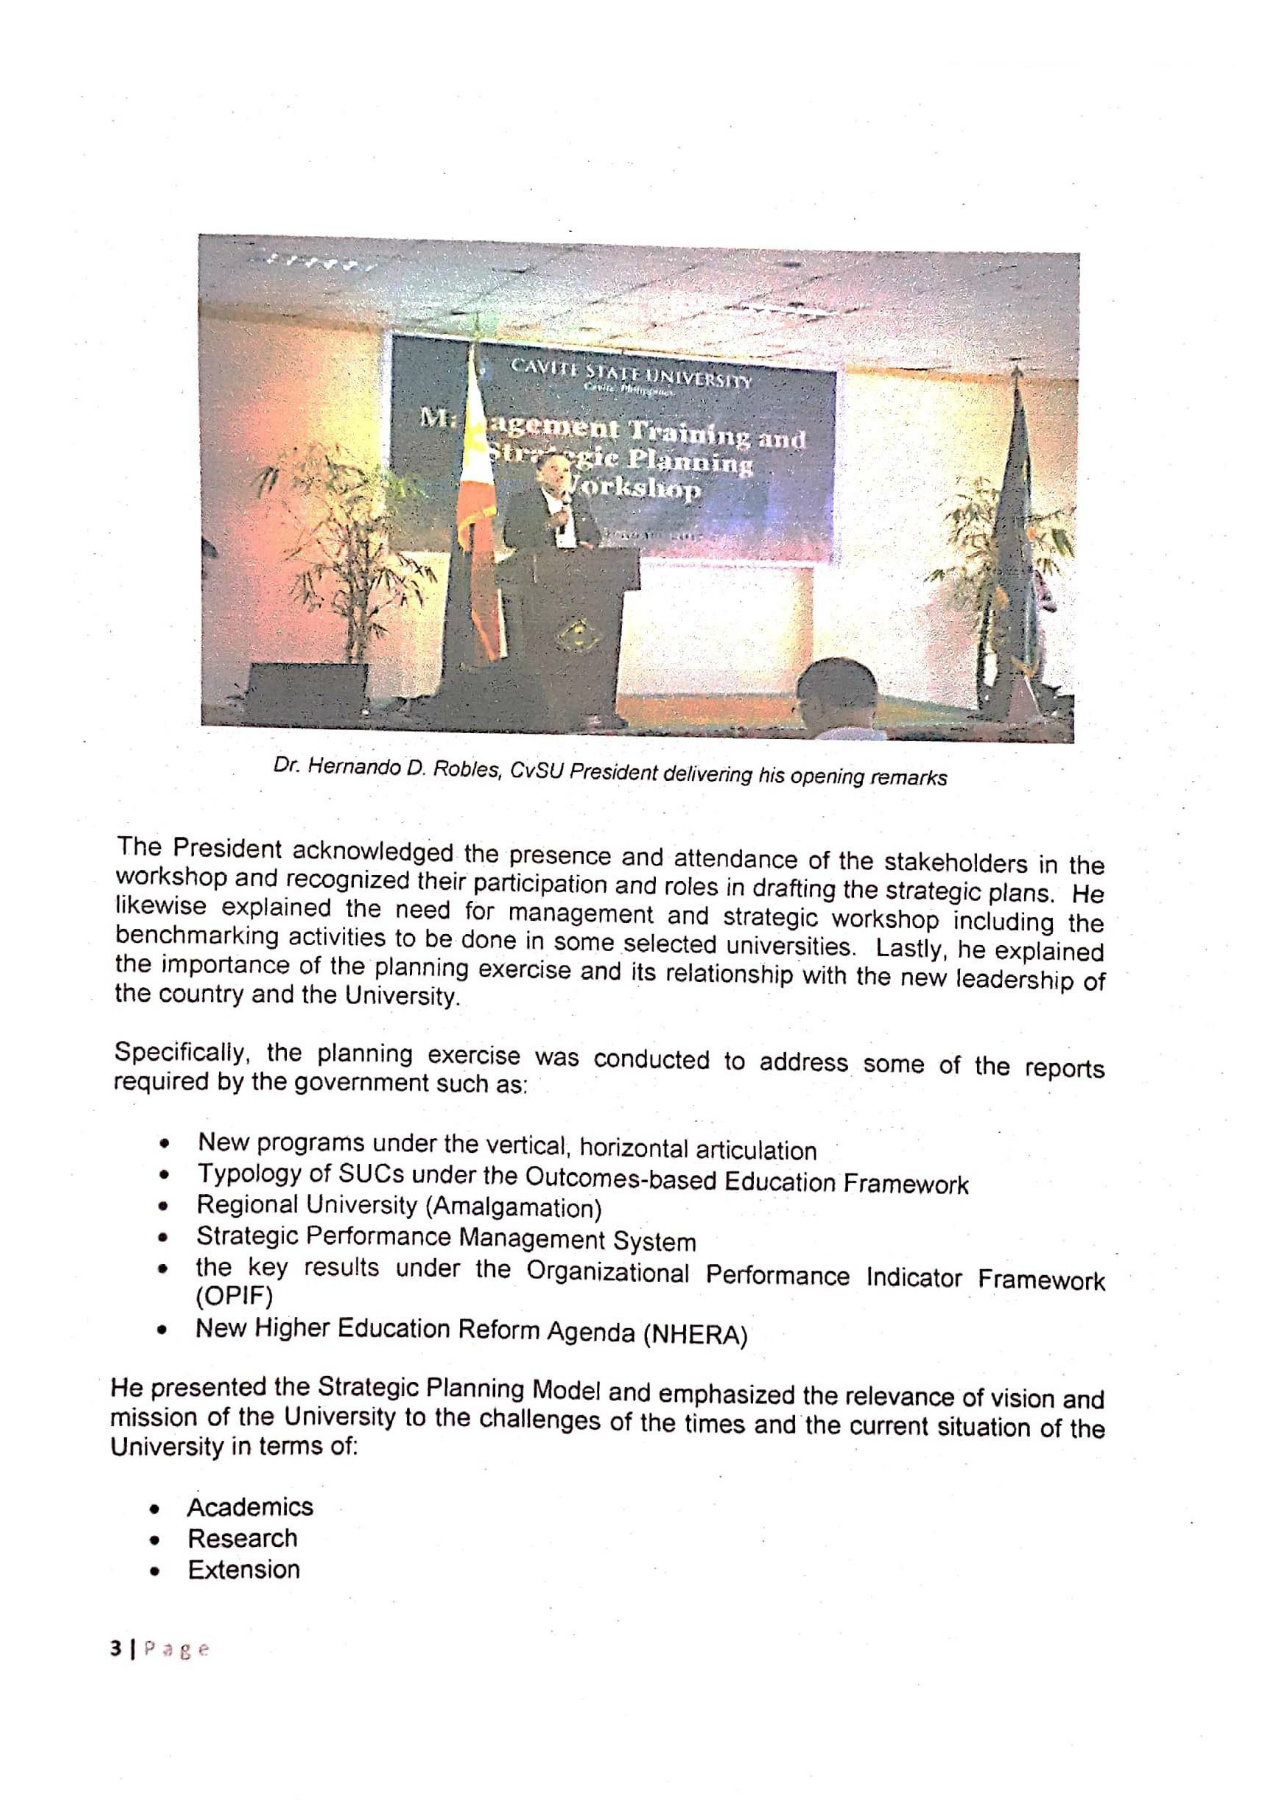 CAVITE STATE UNIVERSITY
Cavite, Philippines
Management Training and
Strategic Planning
Workshop
Dr. Hernando D. Robles, CvSU President delivering his opening remarks
The President acknowledged the presence and attendance of the stakeholders in the
workshop and recognized their participation and roles in drafting the strategic plans. He
likewise explained the need for management and strategic workshop including the
benchmarking activities to be done in some selected universities. Lastly, he explained
the importance of the planning exercise and its relationship with the new leadership of
the country and the University.
Specifically, the planning exercise was conducted to address some of the reports
required by the government such as:
• New programs under the vertical, horizontal articulation
• Typology of SUCs under the Outcomes-based Education Framework
• Regional University (Amalgamation)
• Strategic Performance Management System
• the key results under the Organizational Performance Indicator Framework
(OPIF)
• New Higher Education Reform Agenda (NHERA)
He presented the Strategic Planning Model and emphasized the relevance of vision and
mission of the University to the challenges of the times and the current situation of the
University in terms of:
• Academics
• Research
• Extension
3 | Page